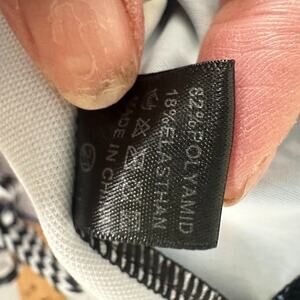 82% POLYAMID
18% ELASTHAN
MADE IN CHINA